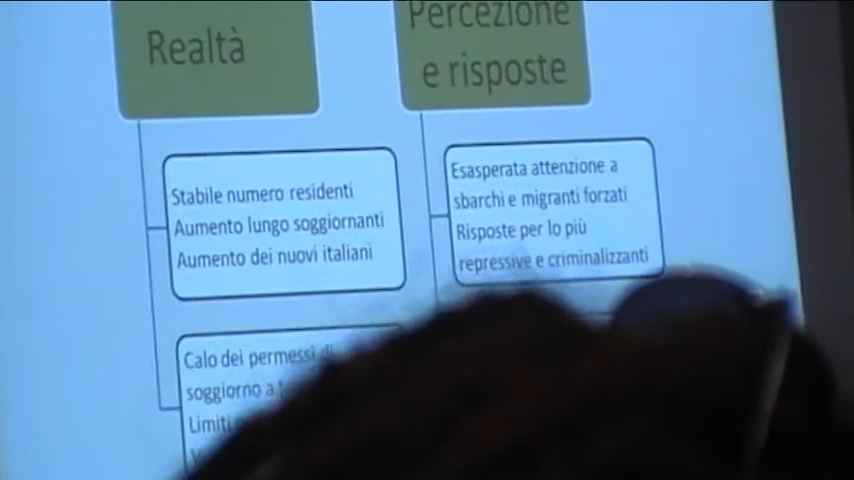 Realtà
Percezione
e risposte
Stabile numero residenti
Aumento lungo soggiornanti
Aumento dei nuovi italiani
Esasperata attenzione a
sbarchi e migranti forzati
Risposte per lo più
repressive e criminalizzanti
Calo dei permessi di
soggiorno a
Limiti